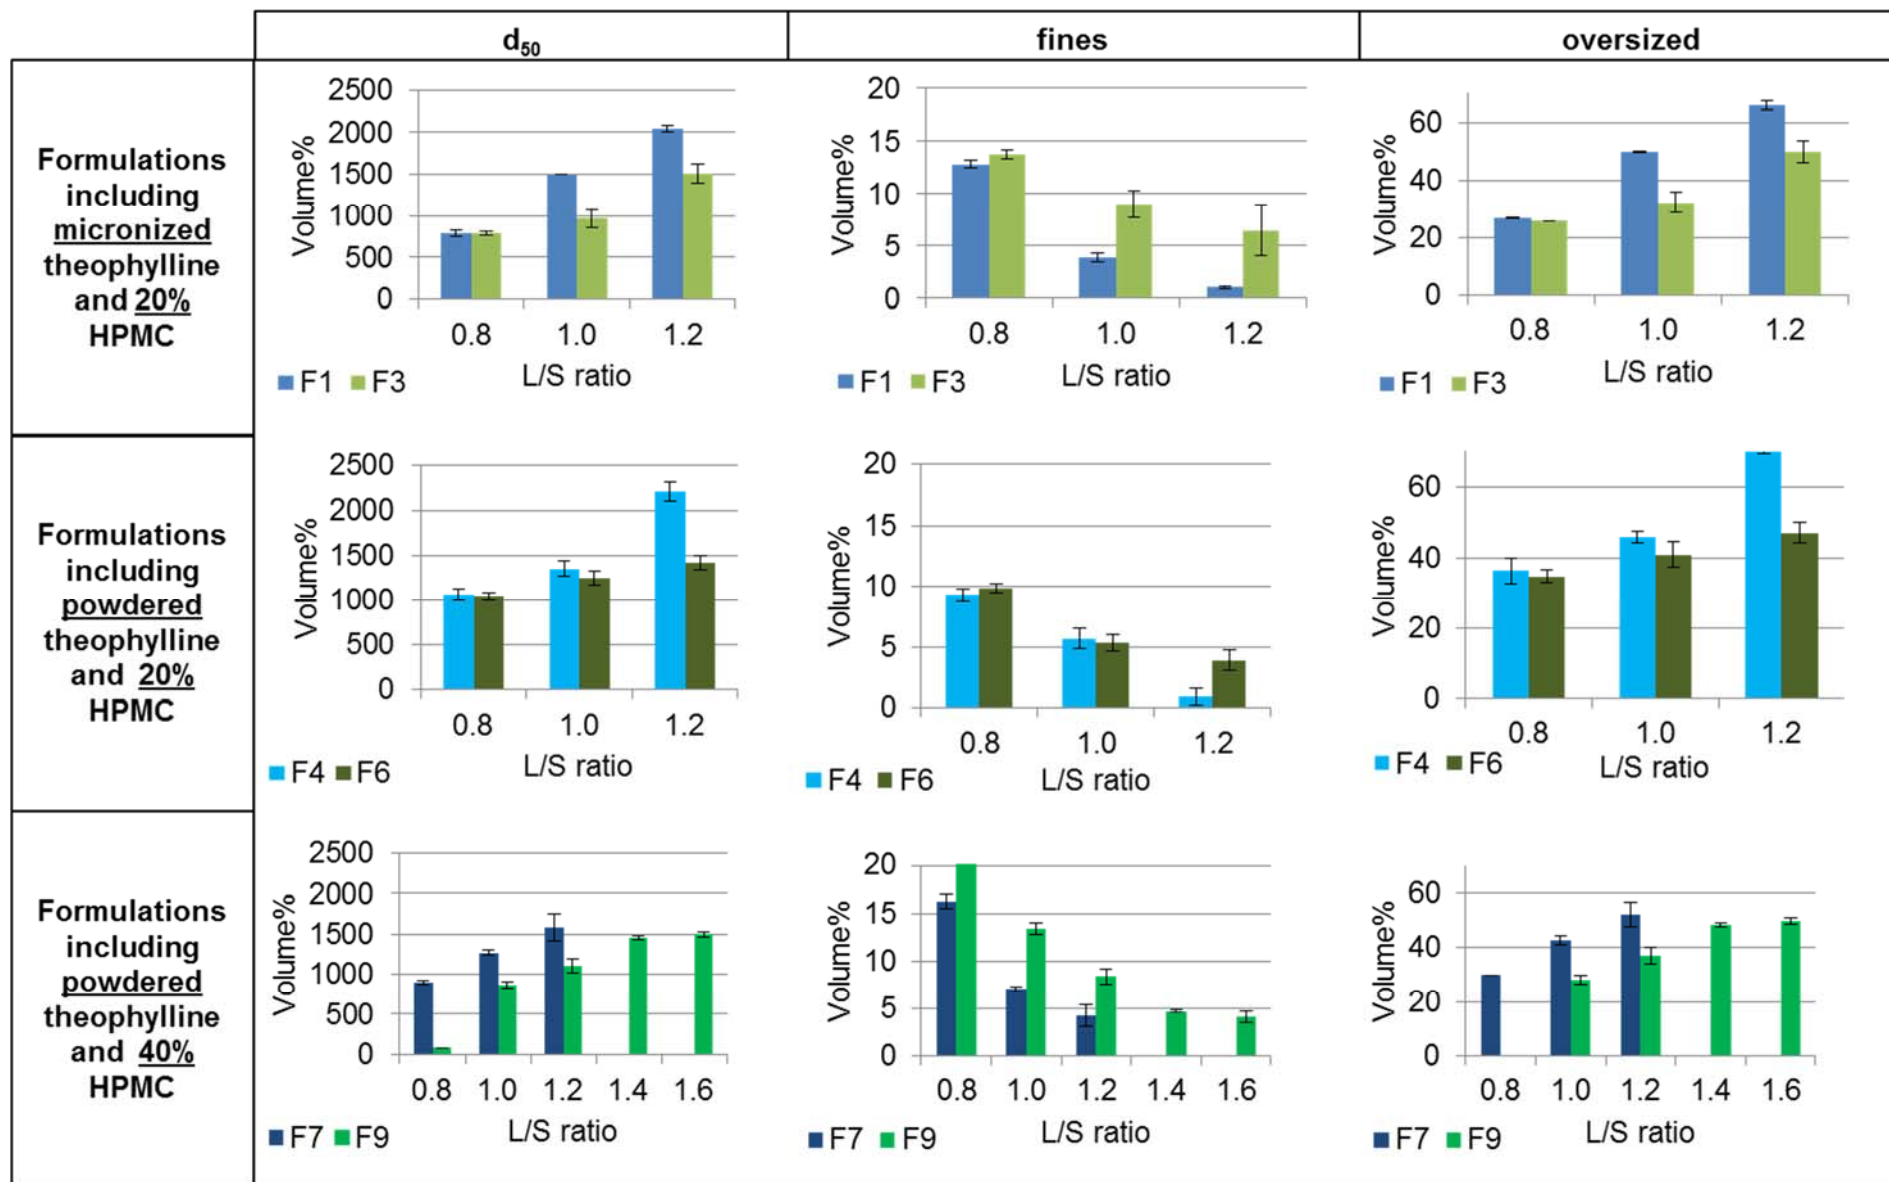 d50
fines
oversized
Formulations
including
micronized
theophylline
and 20%
HPMC
Volume%
2500
2000
1500
1000
500
0
0.8 1.0 1.2
L/S ratio
F1 F3
Volume%
20
15
10
5
0
0.8 1.0 1.2
L/S ratio
F1 F3
Volume%
60
40
20
0
0.8 1.0 1.2
L/S ratio
F1 F3
Formulations
including
powdered
theophylline
and 20%
HPMC
Volume%
2500
2000
1500
1000
500
0
0.8 1.0 1.2
L/S ratio
F4 F6
Volume%
20
15
10
5
0
0.8 1.0 1.2
L/S ratio
F4 F6
Volume%
60
40
20
0
0.8 1.0 1.2
L/S ratio
F4 F6
Formulations
including
powdered
theophylline
and 40%
HPMC
Volume%
2500
2000
1500
1000
500
0
0.8 1.0 1.2 1.4 1.6
L/S ratio
F7 F9
Volume%
20
15
10
5
0
0.8 1.0 1.2 1.4 1.6
L/S ratio
F7 F9
Volume%
60
40
20
0
0.8 1.0 1.2 1.4 1.6
L/S ratio
F7 F9